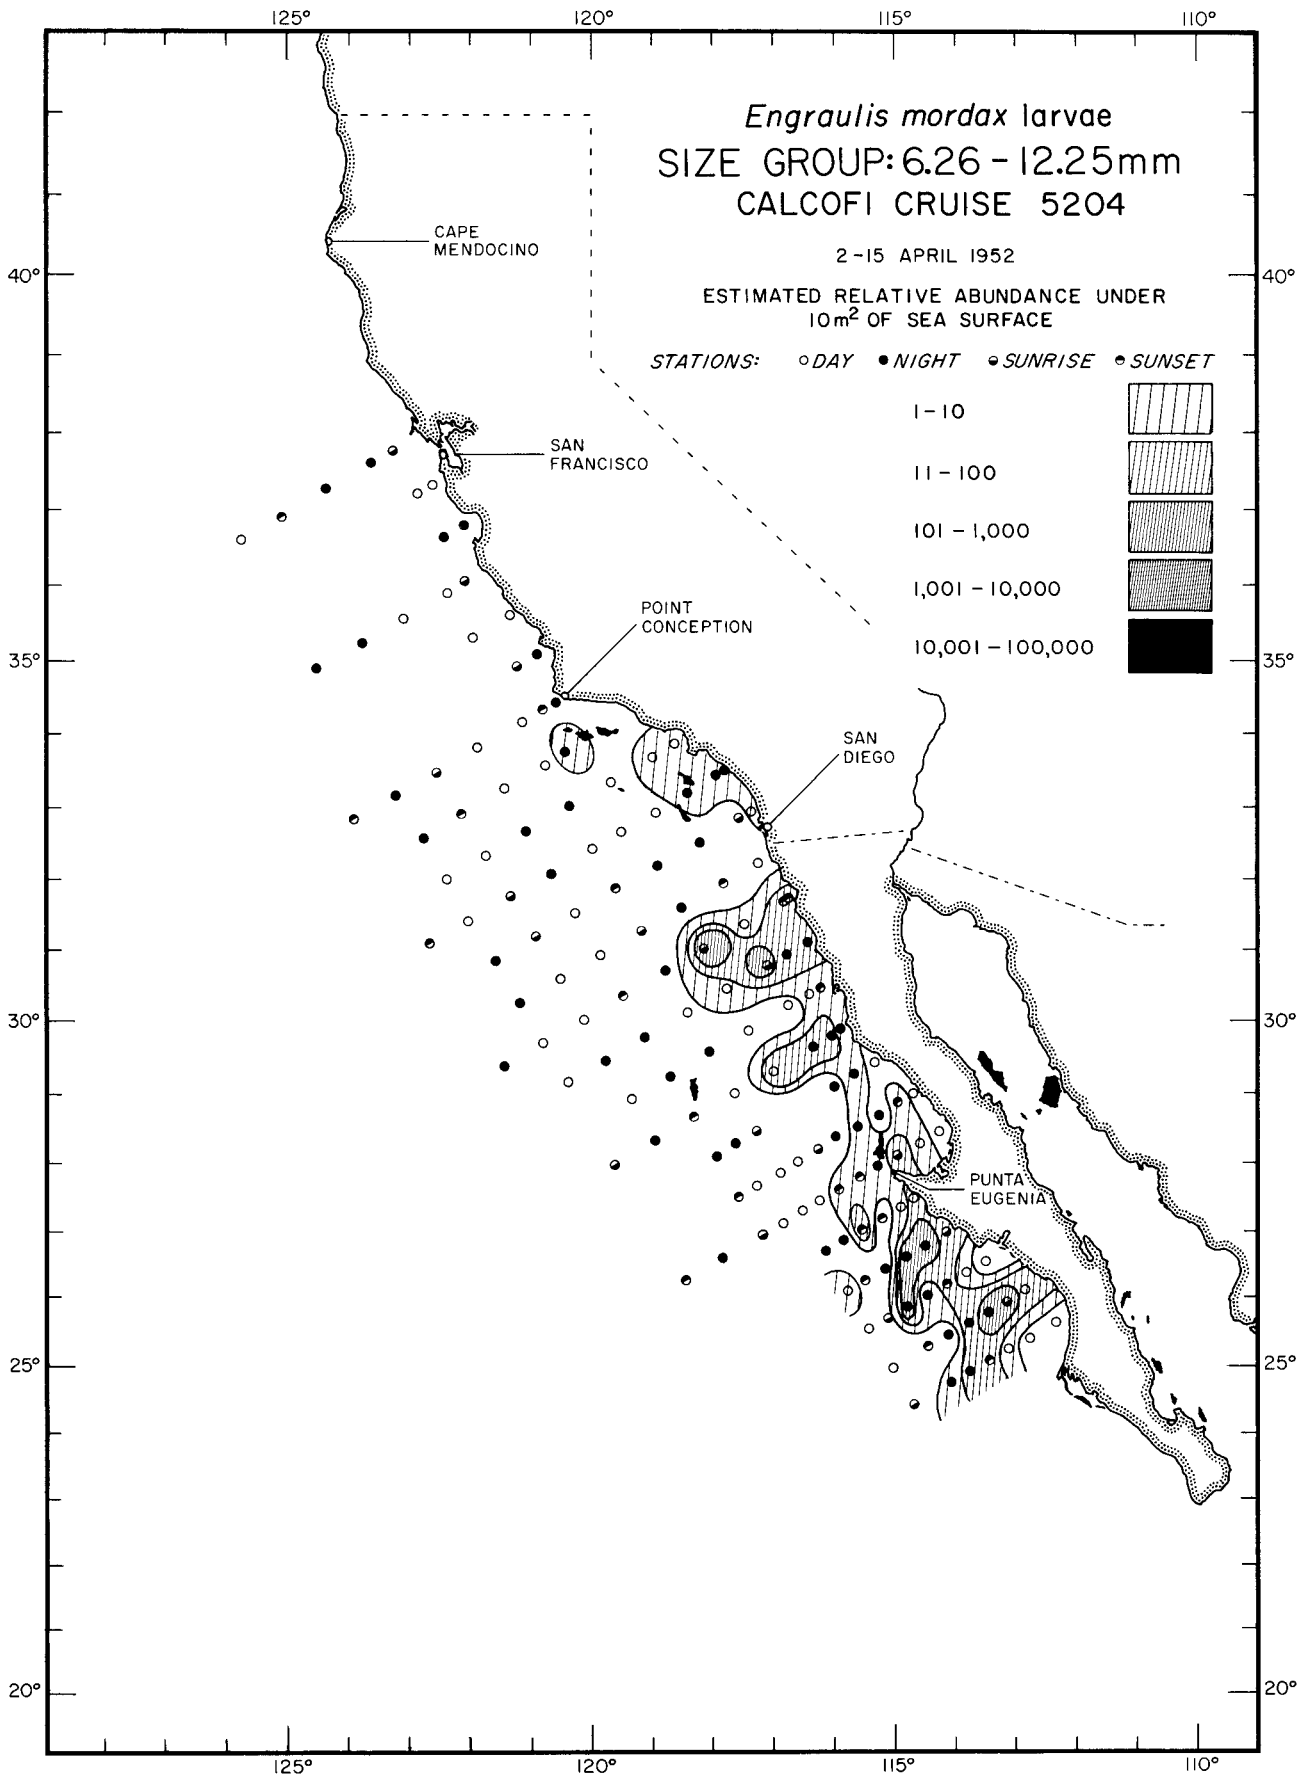 125° 120° 115° 110°
Engraulis mordax larvae
SIZE GROUP: 6.26 - 12.25mm
CALCOFI CRUISE 5204
2-15 APRIL 1952
ESTIMATED RELATIVE ABUNDANCE UNDER
10m² OF SEA SURFACE
STATIONS: DAY NIGHT SUNRISE SUNSET
1-10
11-100
101-1,000
1,001-10,000
10,001-100,000
CAPE
MENDOCINO
40° 40°
SAN
FRANCISCO
POINT
CONCEPTION
35° 35°
SAN
DIEGO
30° 30°
PUNTA
EUGENIA
25° 25°
20° 20°
125° 120° 115° 110°